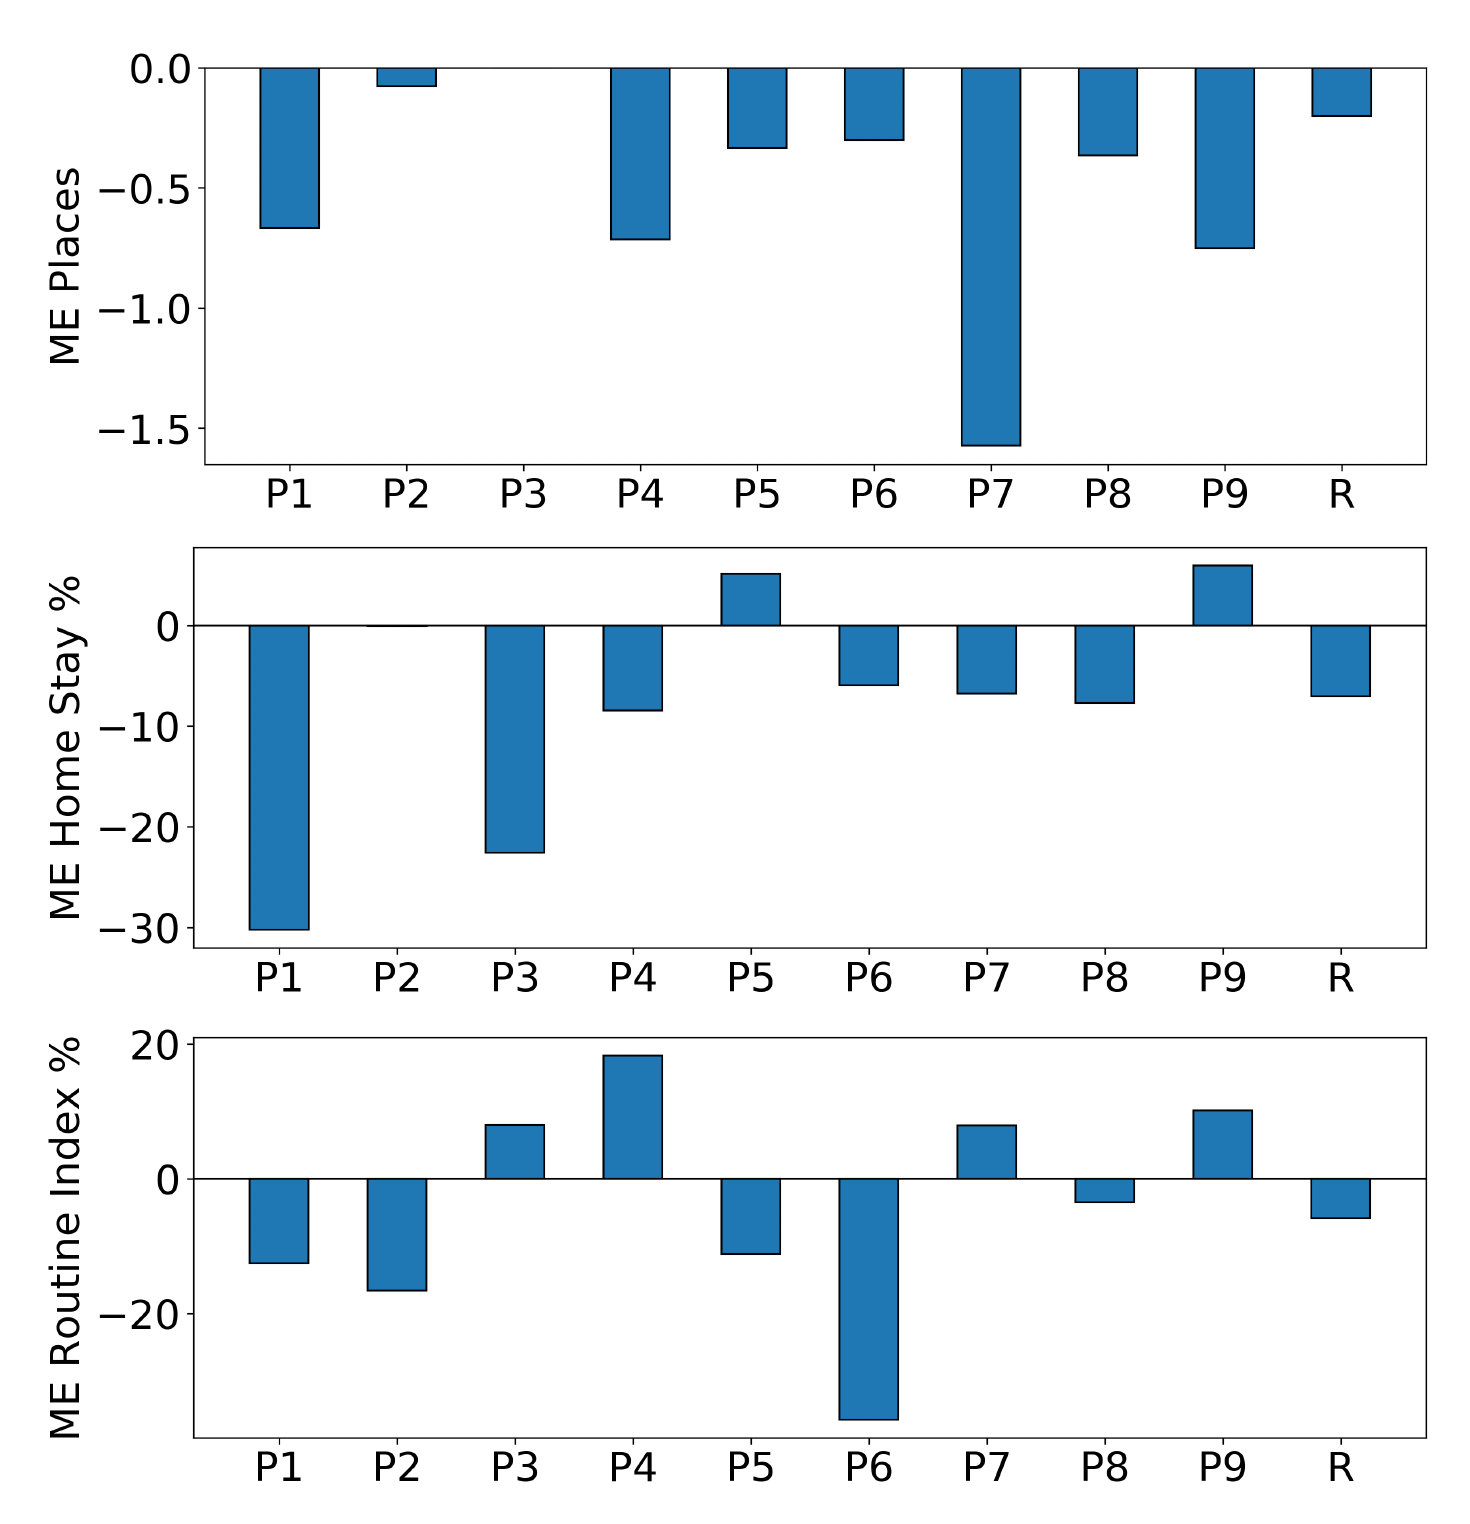 ME Places
0.0
−0.5
−1.0
−1.5
P1 P2 P3 P4 P5 P6 P7 P8 P9 R
ME Home Stay %
0
−10
−20
−30
P1 P2 P3 P4 P5 P6 P7 P8 P9 R
ME Routine Index %
20
0
−20
P1 P2 P3 P4 P5 P6 P7 P8 P9 R